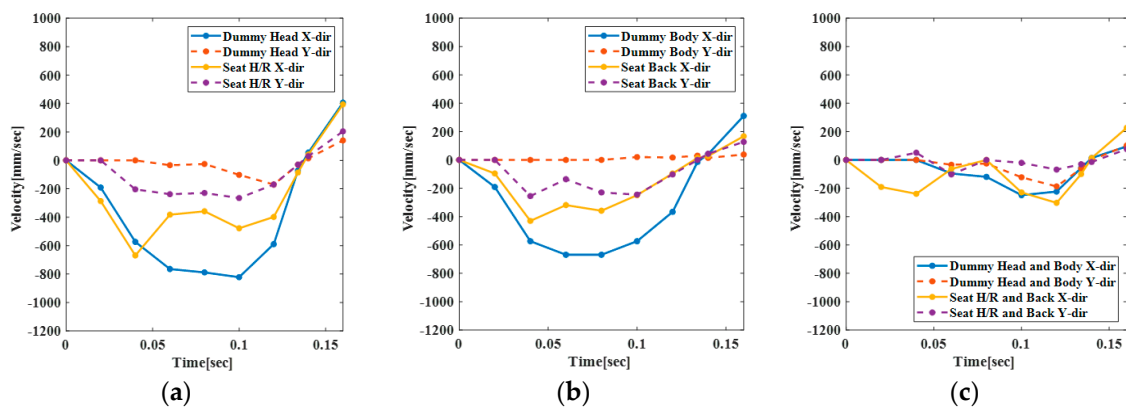 1000
800
600
400
200
0
-200
-400
-600
-800
-1000
-1200
Velocity[mm/sec]
Dummy Head X-dir
Dummy Head Y-dir
Seat H/R X-dir
Seat H/R Y-dir
0 0.05 0.1 0.15
Time[sec]
(a)
1000
800
600
400
200
0
-200
-400
-600
-800
-1000
-1200
Velocity[mm/sec]
Dummy Body X-dir
Dummy Body Y-dir
Seat Back X-dir
Seat Back Y-dir
0 0.05 0.1 0.15
Time[sec]
(b)
1000
800
600
400
200
0
-200
-400
-600
-800
-1000
-1200
Velocity[mm/sec]
Dummy Head and Body X-dir
Dummy Head and Body Y-dir
Seat H/R and Back X-dir
Seat H/R and Back Y-dir
0 0.05 0.1 0.15
Time[sec]
(c)